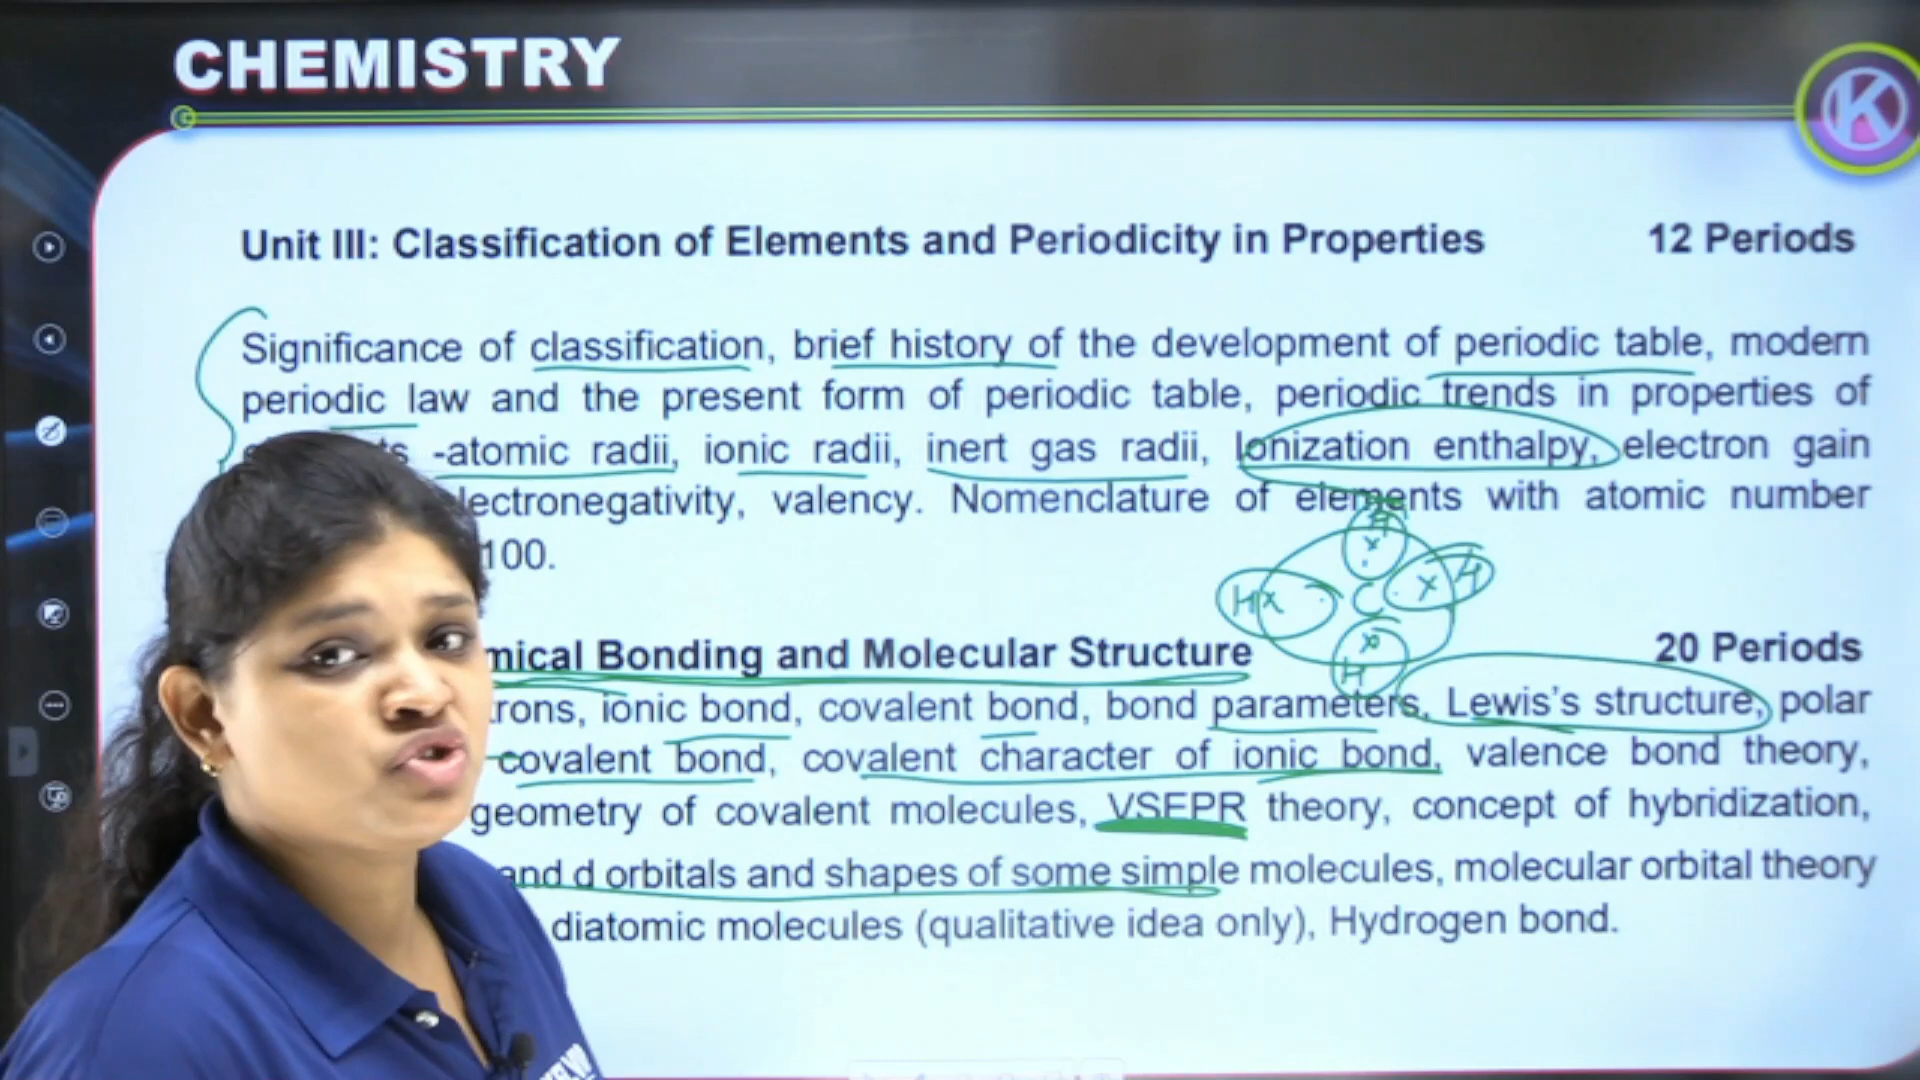 CHEMISTRY
K
Unit III: Classification of Elements and Periodicity in Properties 12 Periods
Significance of classification, brief history of the development of periodic table, modern
periodic law and the present form of periodic table, periodic trends in properties of
-atomic radii, ionic radii, inert gas radii, Ionization enthalpy, electron gain
lectronegativity, valency. Nomenclature of elements with atomic number
100.
H
x
H x C x H
x
H
mical Bonding and Molecular Structure 20 Periods
trons, ionic bond, covalent bond, bond parameters, Lewis's structure, polar
covalent bond, covalent character of ionic bond, valence bond theory,
geometry of covalent molecules, VSEPR theory, concept of hybridization,
and d orbitals and shapes of some simple molecules, molecular orbital theory
diatomic molecules (qualitative idea only), Hydrogen bond.